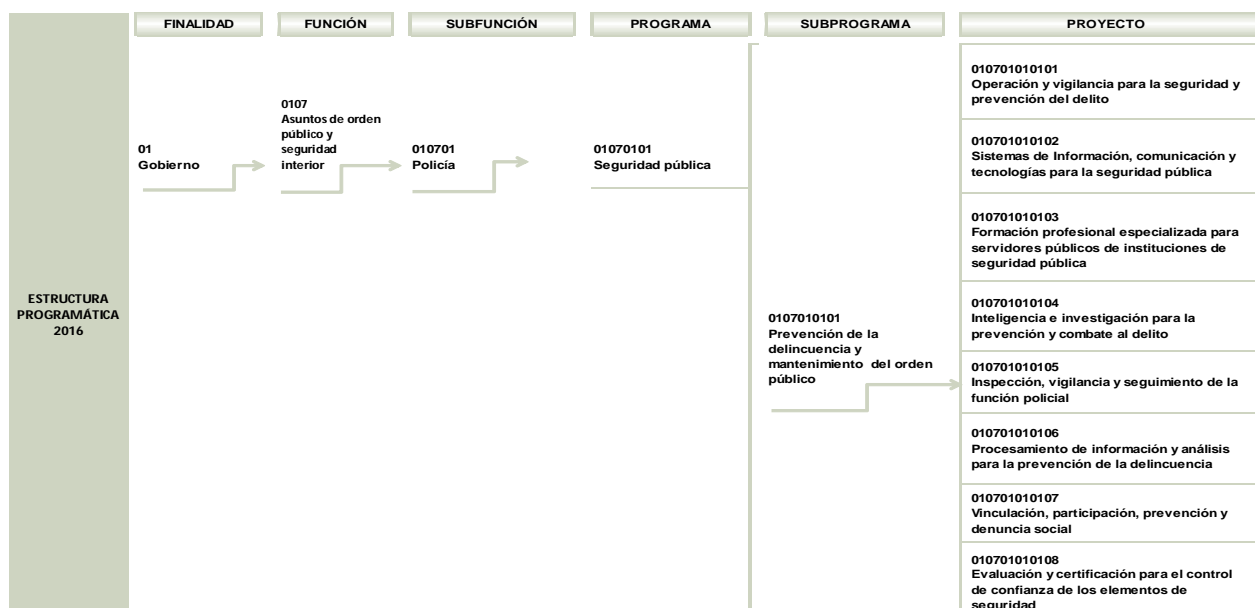 FINALIDAD
FUNCIÓN
SUBFUNCIÓN
PROGRAMA
SUBPROGRAMA
PROYECTO
ESTRUCTURA
PROGRAMÁTICA
2016
01
Gobierno
0107
Asuntos de orden
público y
seguridad
interior
010701
Policía
01070101
Seguridad pública
0107010101
Prevención de la
delincuencia y
mantenimiento del orden
público
010701010101
Operación y vigilancia para la seguridad y
prevención del delito
010701010102
Sistemas de Información, comunicación y
tecnologías para la seguridad pública
010701010103
Formación profesional especializada para
servidores públicos de instituciones de
seguridad pública
010701010104
Inteligencia e investigación para la
prevención y combate al delito
010701010105
Inspección, vigilancia y seguimiento de la
función policial
010701010106
Procesamiento de información y análisis
para la prevención de la delincuencia
010701010107
Vinculación, participación, prevención y
denuncia social
010701010108
Evaluación y certificación para el control
de confianza de los elementos de
seguridad